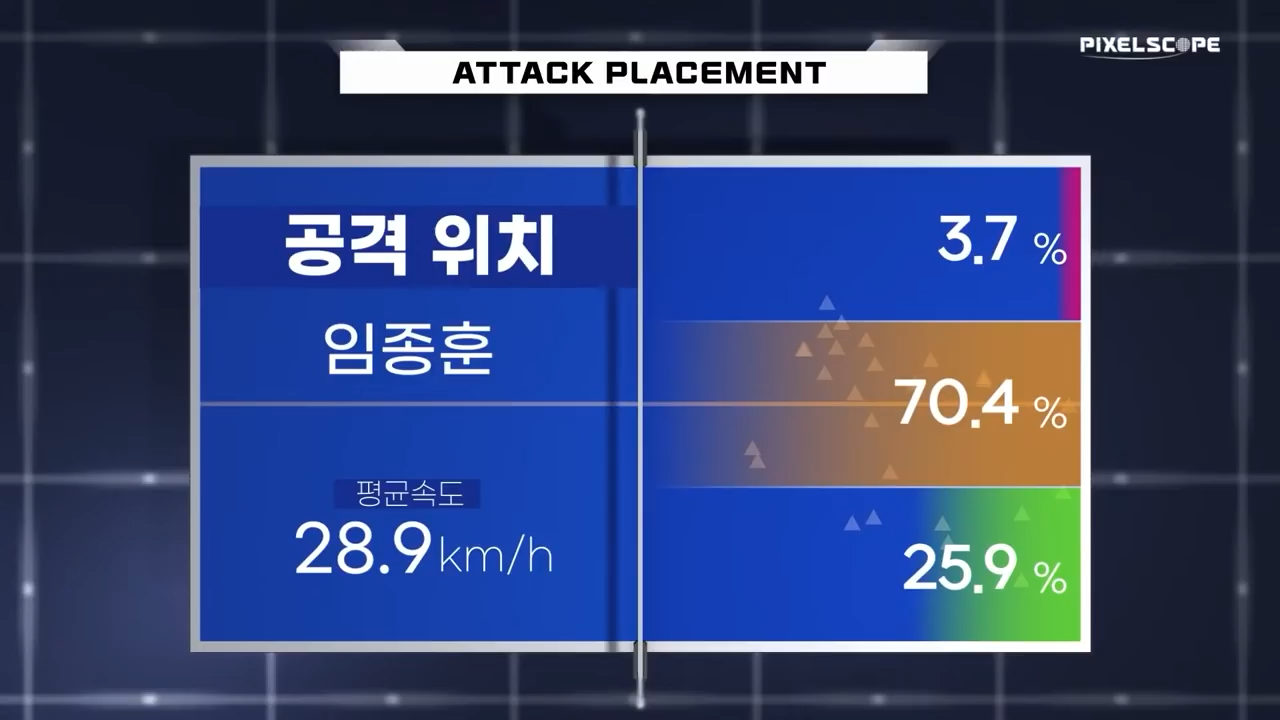 PIXELSCOPE
ATTACK PLACEMENT
공격 위치
임종훈
평균속도
28.9km/h
3.7 %
70.4 %
25.9 %